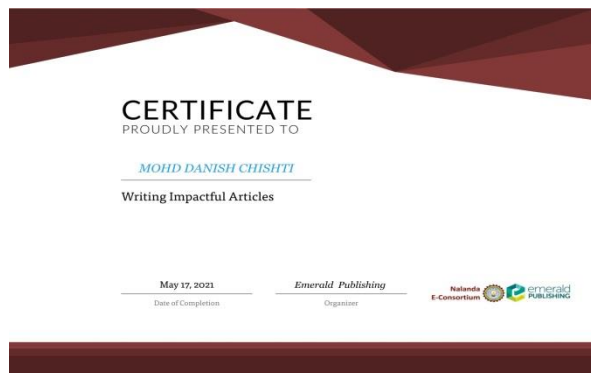 CERTIFICATE
PROUDLY PRESENTED TO
MOHD DANISH CHISHTI
Writing Impactful Articles
May 17, 2021
Date of Completion
Emerald Publishing
Organizer
Nalanda
E-Consortium
emerald
PUBLISHING